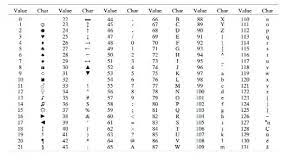 Value Char Value Char Value Char Value Char Value Char Value Char
0 22 ▬ 44 , 66 B 88 X 110 n
1 ☺ 23 ↨ 45 - 67 C 89 Y 111 o
2 ☻ 24 ↑ 46 . 68 D 90 Z 112 p
3 ♥ 25 ↓ 47 / 69 E 91 [ 113 q
4 ♦ 26 → 48 0 70 F 92 \ 114 r
5 ♣ 27 ← 49 1 71 G 93 ] 115 s
6 ♠ 28 ∟ 50 2 72 H 94 ^ 116 t
7 • 29 ↔ 51 3 73 I 95 _ 117 u
8 ◘ 30 ▲ 52 4 74 J 96 ` 118 v
9 ○ 31 ▼ 53 5 75 K 97 a 119 w
10 ◙ 32 54 6 76 L 98 b 120 x
11 ♂ 33 ! 55 7 77 M 99 c 121 y
12 ♀ 34 " 56 8 78 N 100 d 122 z
13 ♪ 35 # 57 9 79 O 101 e 123 {
14 ♫ 36 $ 58 : 80 P 102 f 124 |
15 ☼ 37 % 59 ; 81 Q 103 g 125 }
16 ► 38 & 60 < 82 R 104 h 126 ~
17 ◄ 39 ' 61 = 83 S 105 i 127
18 ↕ 40 ( 62 > 84 T 106 j 128 Ç
19 ‼ 41 ) 63 ? 85 U 107 k 129 ü
20 ¶ 42 * 64 @ 86 V 108 l 130 é
21 § 43 + 65 A 87 W 109 m 131 â